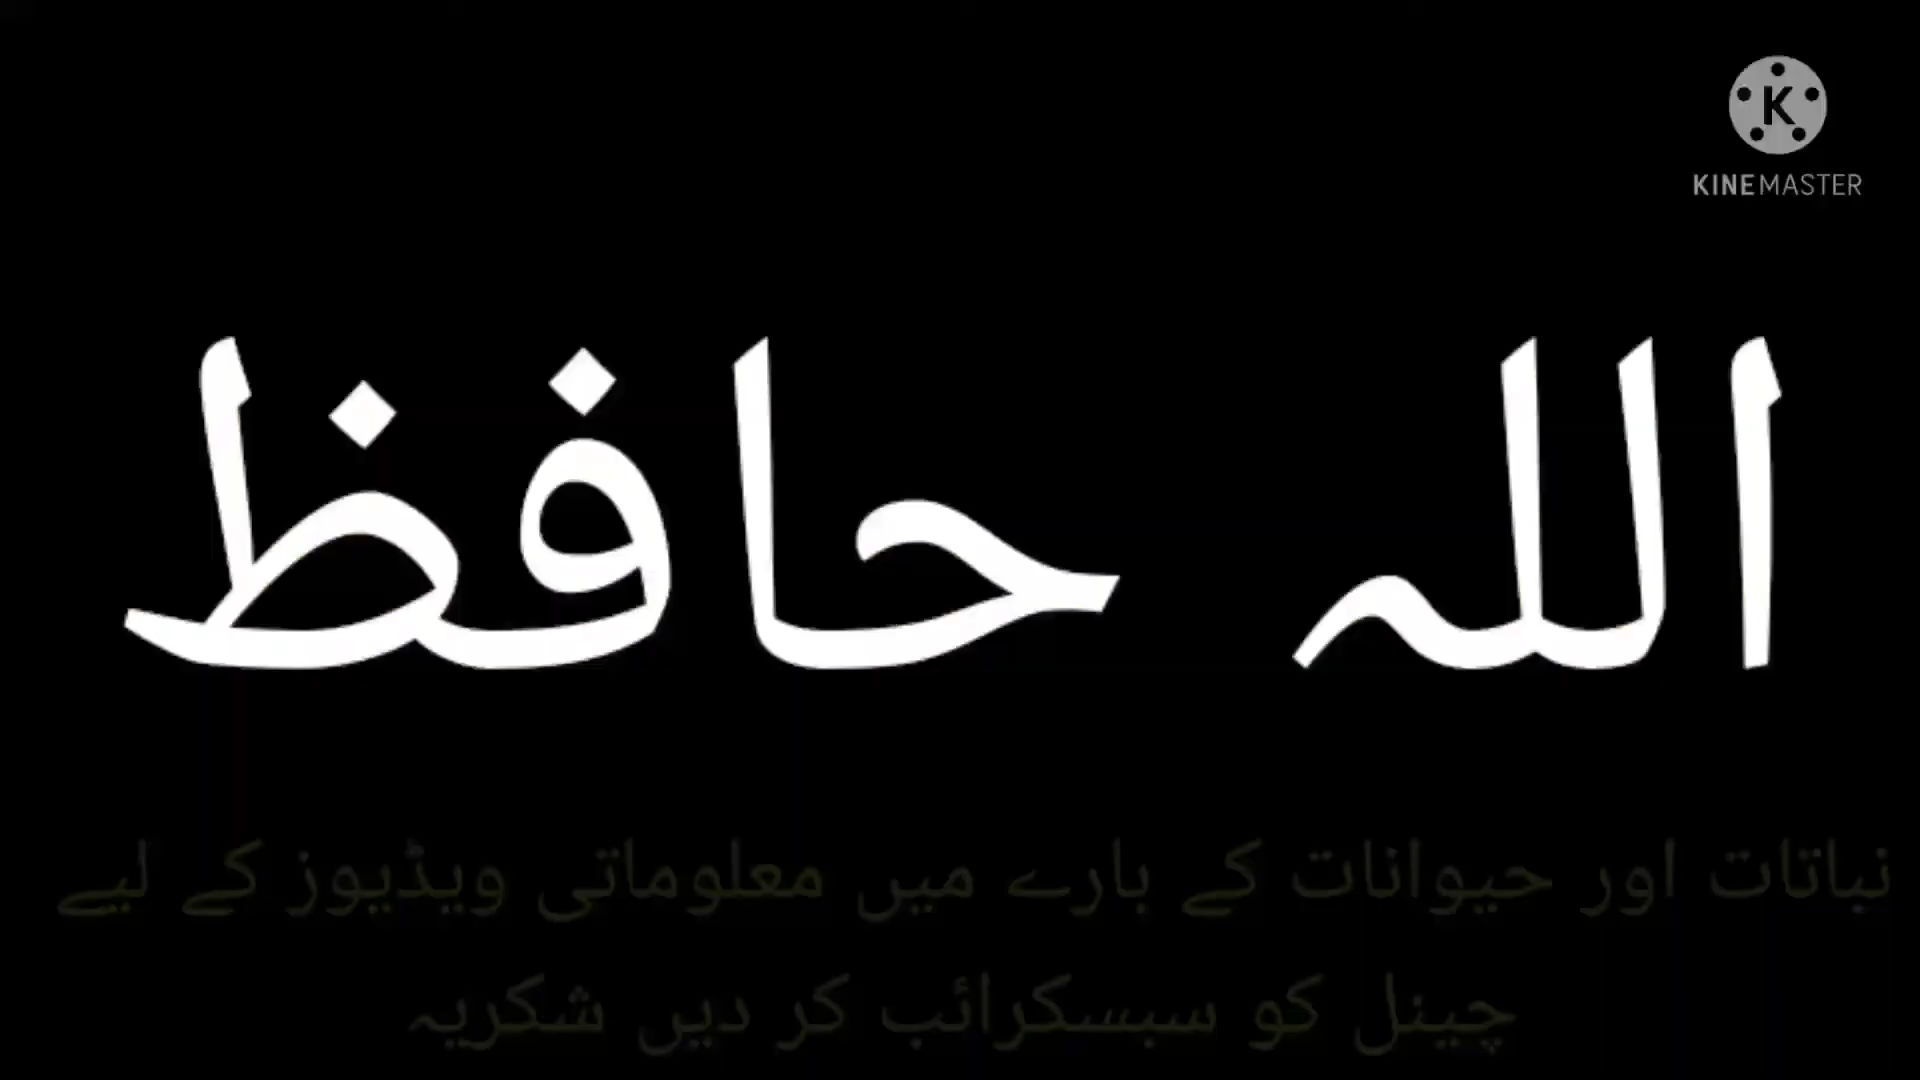 KINEMASTER
اللہ حافظ
نباتات اور حیوانات کے بارے میں معلوماتی ویڈیوز کے لیے
چینل کو سبسکرائب کر دیں شکریہ